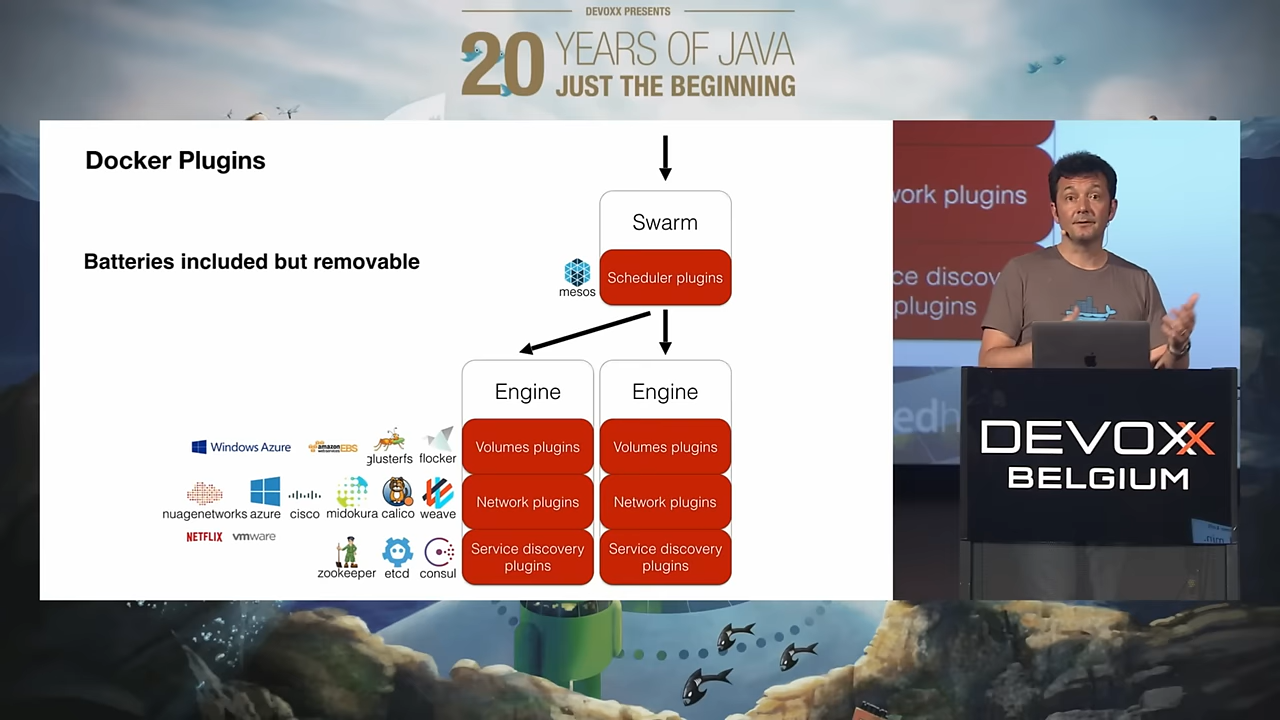 DEVOXX PRESENTS
20 YEARS OF JAVA
JUST THE BEGINNING
Docker Plugins
Batteries included but removable
Swarm
Scheduler plugins
mesos
Engine
Engine
Volumes plugins
Volumes plugins
Windows Azure
amazon
webservices
EBS
glusterfs
flocker
Network plugins
Network plugins
nuagenetworks
azure
cisco
midokura
calico
weave
NETFLIX
vmware
Service discovery
plugins
Service discovery
plugins
zookeeper
etcd
consul
work plugins
ce discov
plugins
edh
DEVOXX
BELGIUM